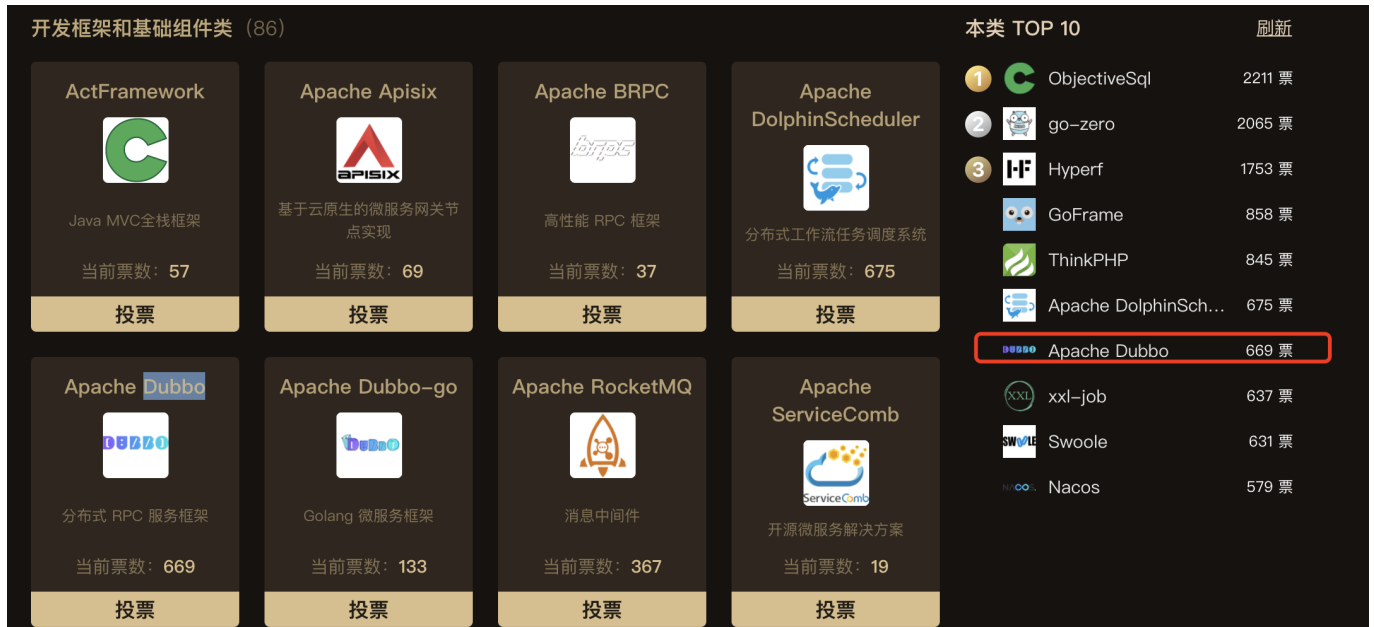 开发框架和基础组件类 (86)
ActFramework
Java MVC全栈框架
当前票数: 57
投票
Apache Apisix
APISIX
基于云原生的微服务网关节
点实现
当前票数: 69
投票
Apache BRPC
brpc
高性能 RPC 框架
当前票数: 37
投票
Apache
DolphinScheduler
分布式工作流任务调度系统
当前票数: 675
投票
Apache Dubbo
DUBBO
分布式 RPC 服务框架
当前票数: 669
投票
Apache Dubbo-go
DUBBO
Golang 微服务框架
当前票数: 133
投票
Apache RocketMQ
消息中间件
当前票数: 367
投票
Apache
ServiceComb
ServiceComb
开源微服务解决方案
当前票数: 19
投票
本类 TOP 10 刷新
1 ObjectiveSql 2211 票
2 go-zero 2065 票
3 HF Hyperf 1753 票
GoFrame 858 票
ThinkPHP 845 票
Apache DolphinSch... 675 票
DUBBO Apache Dubbo 669 票
XXL xxl-job 637 票
SWOOLE Swoole 631 票
NACOS. Nacos 579 票